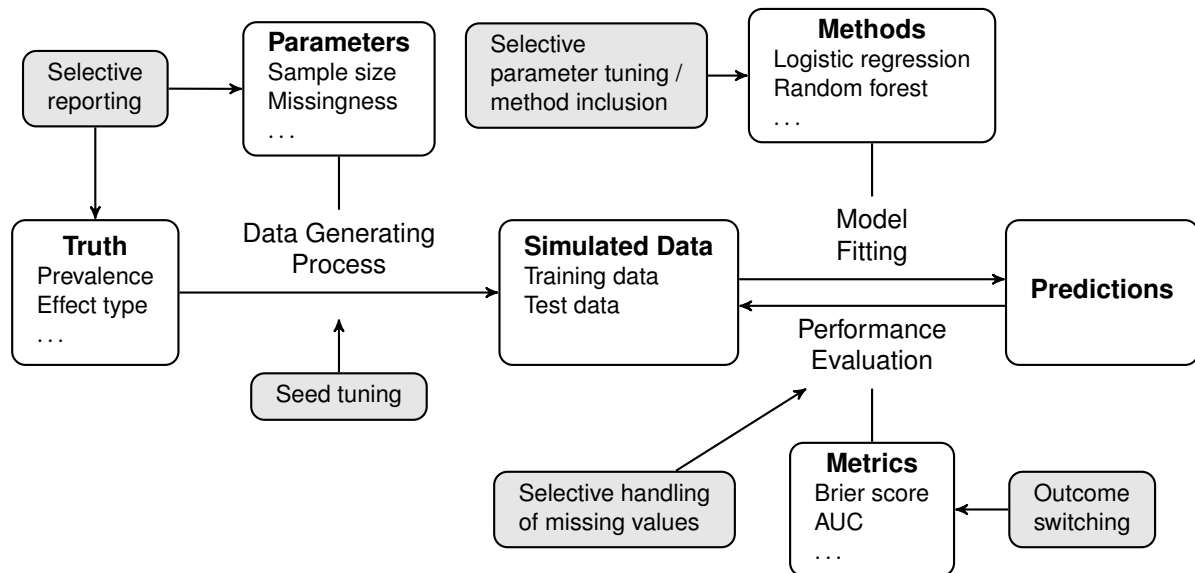 Selective
reporting
Parameters
Sample size
Missingness
. . .
Selective
parameter tuning /
method inclusion
Methods
Logistic regression
Random forest
. . .
Truth
Prevalence
Effect type
. . .
Data Generating
Process
Simulated Data
Training data
Test data
Model
Fitting
Predictions
Performance
Evaluation
Seed tuning
Selective handling
of missing values
Metrics
Brier score
AUC
. . .
Outcome
switching